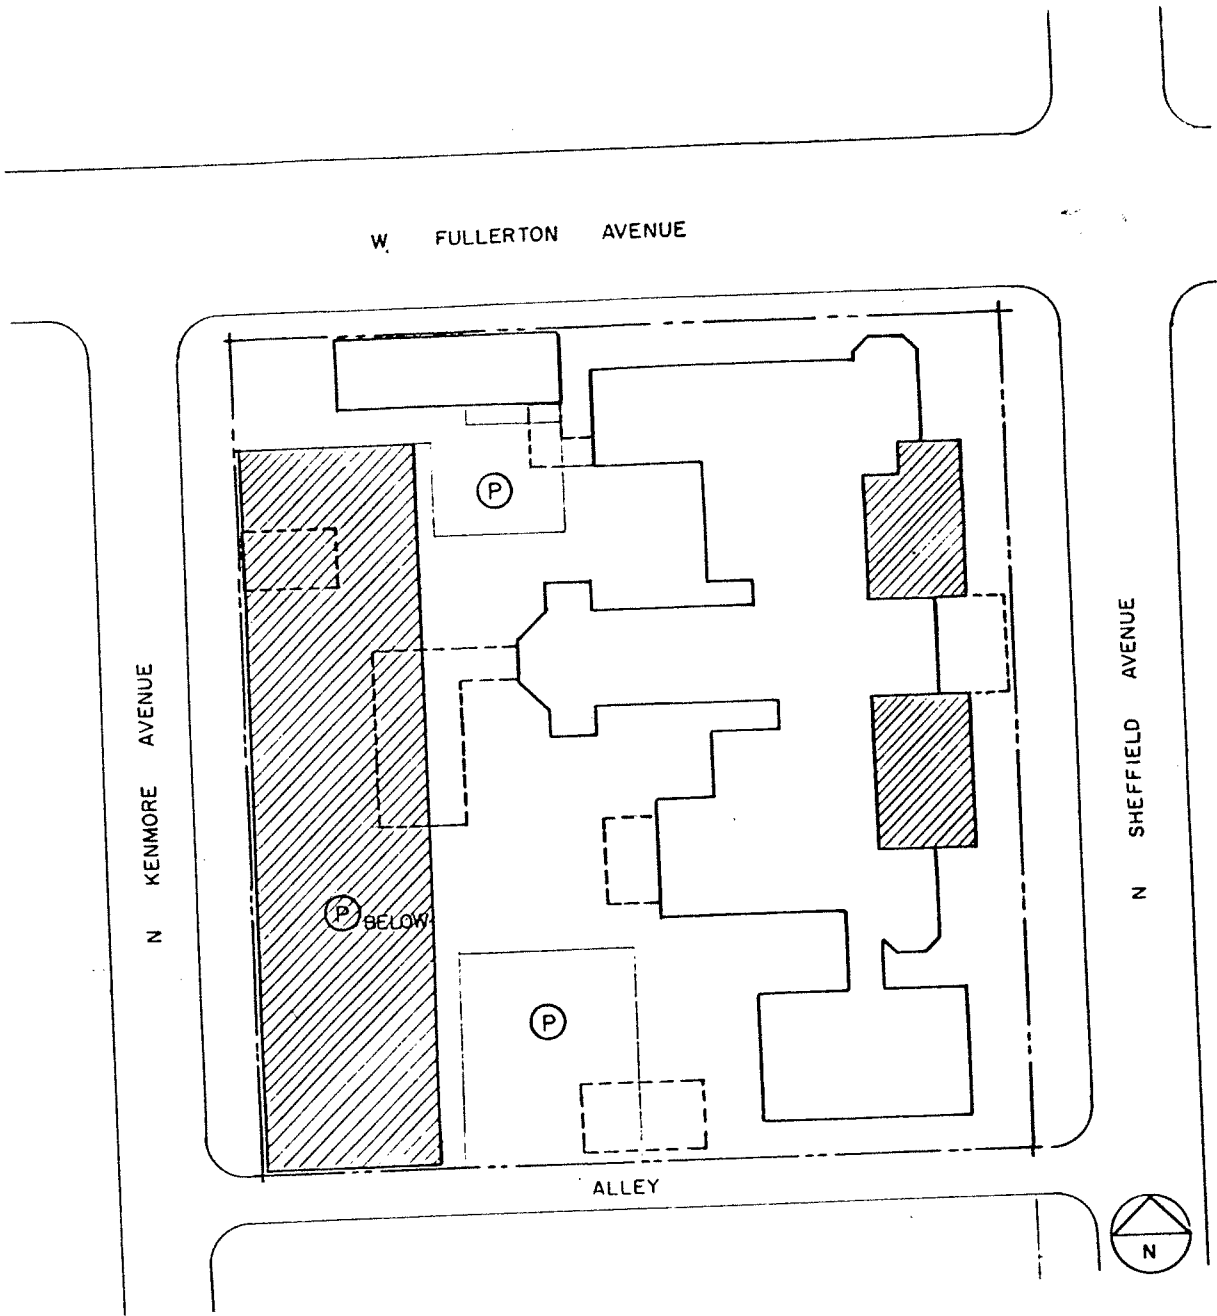 W. FULLERTON AVENUE
P
N KENMORE AVENUE
N SHEFFIELD AVENUE
P BELOW
P
ALLEY
N